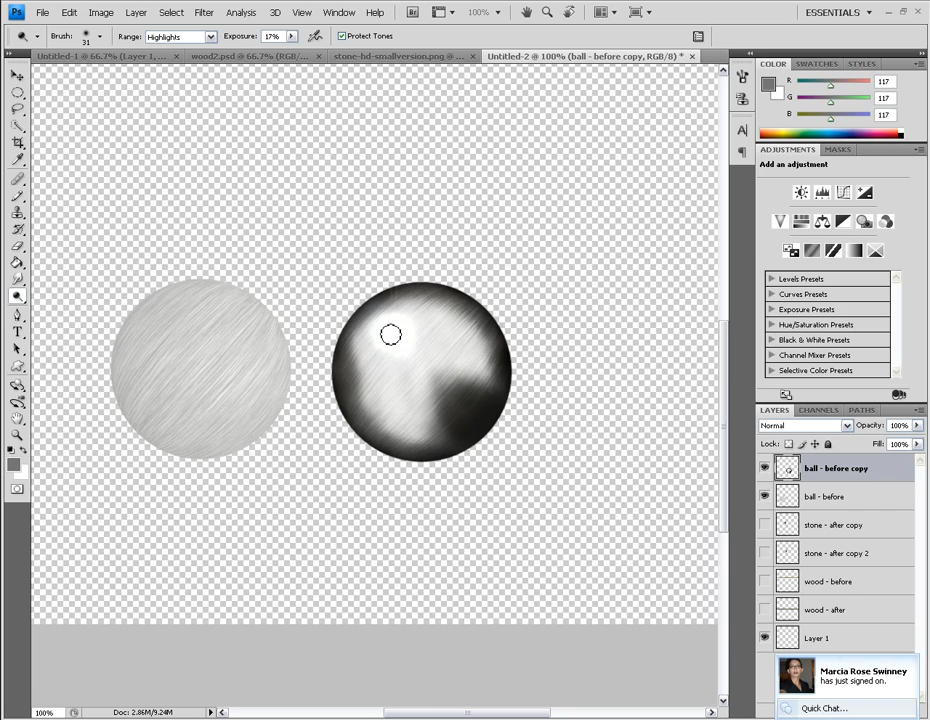 Ps File Edit Image Layer Select Filter Analysis 3D View Window Help Br 100% ESSENTIALS
Brush: 31 Range: Highlights Exposure: 17% Protect Tones
Untitled-1 @ 66.7% (Layer 1, ... × wood2.psd @ 66.7% (RGB/... × stone-hd-smallversion.png @ ... × Untitled-2 @ 100% (ball - before copy, RGB/8) * ×
COLOR SWATCHES STYLES
R 117
G 117
B 117
ADJUSTMENTS MASKS
Add an adjustment
Levels Presets
Curves Presets
Exposure Presets
Hue/Saturation Presets
Black & White Presets
Channel Mixer Presets
Selective Color Presets
LAYERS CHANNELS PATHS
Normal Opacity: 100%
Lock: Fill: 100%
ball - before copy
ball - before
stone - after copy
stone - after copy 2
wood - before
wood - after
Layer 1
Marcia Rose Swinney
has just signed on.
Quick Chat...
100% Doc: 2.86M/9.24M